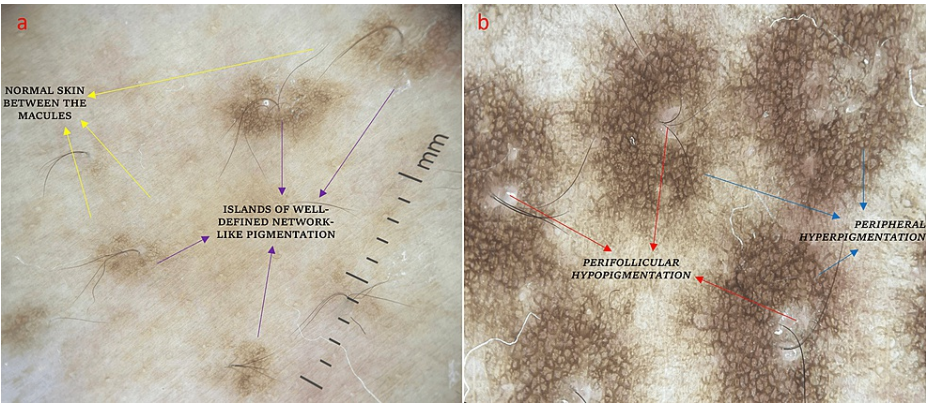 a
NORMAL SKIN
BETWEEN THE
MACULES
mm
ISLANDS OF WELL-
DEFINED NETWORK-
LIKE PIGMENTATION
b
PERIPHERAL
HYPERPIGMENTATION
PERIFOLLICULAR
HYPOPIGMENTATION